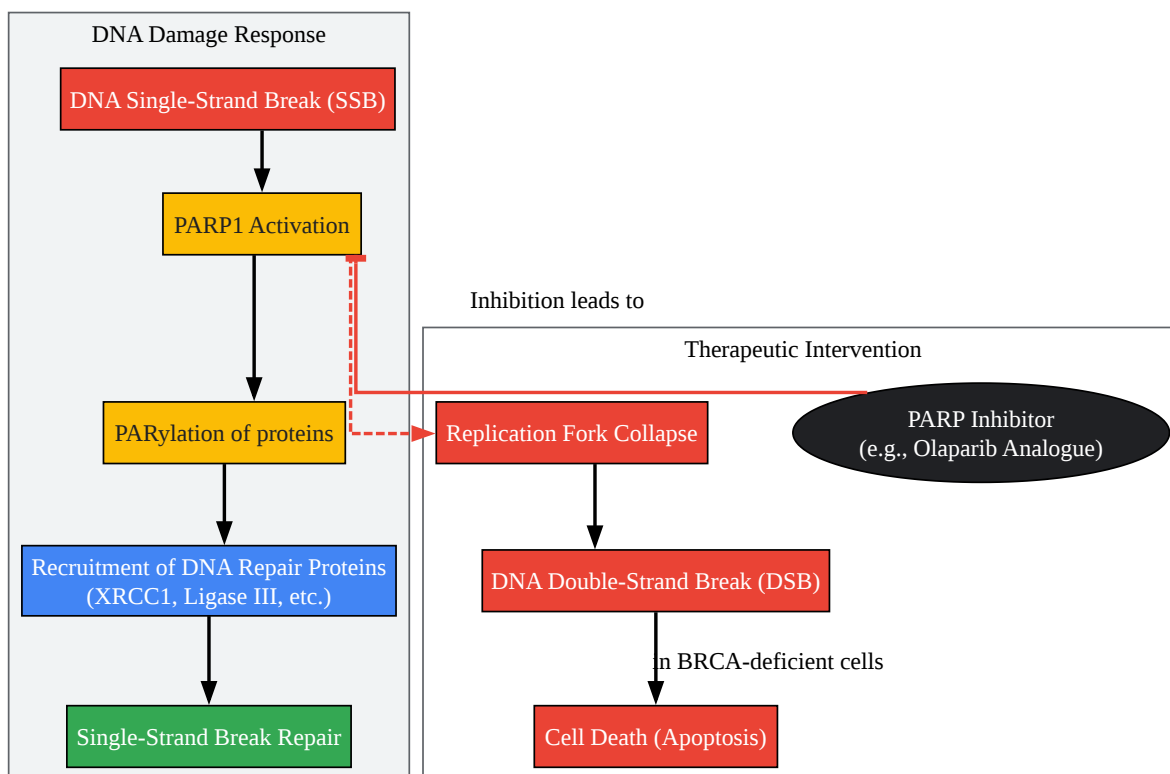 DNA Damage Response
DNA Single-Strand Break (SSB)
PARP1 Activation
PARylation of proteins
Recruitment of DNA Repair Proteins
(XRCC1, Ligase III, etc.)
Single-Strand Break Repair
Inhibition leads to
Therapeutic Intervention
PARP Inhibitor
(e.g., Olaparib Analogue)
Replication Fork Collapse
DNA Double-Strand Break (DSB)
in BRCA-deficient cells
Cell Death (Apoptosis)